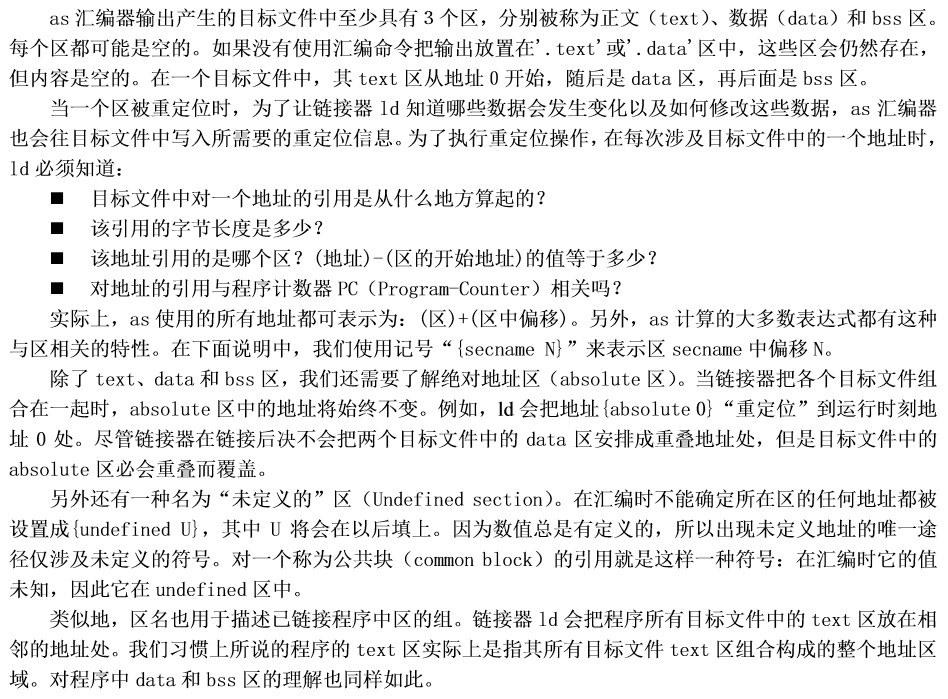 as 汇编器输出产生的目标文件中至少具有 3 个区，分别被称为正文（text）、数据（data）和 bss 区。
每个区都可能是空的。如果没有使用汇编命令把输出放置在'.text'或'.data'区中，这些区会仍然存在，
但内容是空的。在一个目标文件中，其 text 区从地址 0 开始，随后是 data 区，再后面是 bss 区。
当一个区被重定位时，为了让链接器 ld 知道哪些数据会发生变化以及如何修改这些数据，as 汇编器
也会往目标文件中写入所需要的重定位信息。为了执行重定位操作，在每次涉及目标文件中的一个地址时，
ld 必须知道：
■ 目标文件中对一个地址的引用是从什么地方算起的？
■ 该引用的字节长度是多少？
■ 该地址引用的是哪个区？(地址)-(区的开始地址)的值等于多少？
■ 对地址的引用与程序计数器 PC（Program-Counter）相关吗？
实际上，as 使用的所有地址都可表示为：(区)+(区中偏移)。另外，as 计算的大多数表达式都有这种
与区相关的特性。在下面说明中，我们使用记号“{secname N}”来表示区 secname 中偏移 N。
除了 text、data 和 bss 区，我们还需要了解绝对地址区（absolute 区）。当链接器把各个目标文件组
合在一起时，absolute 区中的地址将始终不变。例如，ld 会把地址{absolute 0}“重定位”到运行时刻地
址 0 处。尽管链接器在链接后决不会把两个目标文件中的 data 区安排成重叠地址处，但是目标文件中的
absolute 区必会重叠而覆盖。
另外还有一种名为“未定义的”区（Undefined section）。在汇编时不能确定所在区的任何地址都被
设置成{undefined U}，其中 U 将会在以后填上。因为数值总是有定义的，所以出现未定义地址的唯一途
径仅涉及未定义的符号。对一个称为公共块（common block）的引用就是这样一种符号：在汇编时它的值
未知，因此它在 undefined 区中。
类似地，区名也用于描述已链接程序中区的组。链接器 ld 会把程序所有目标文件中的 text 区放在相
邻的地址处。我们习惯上所说的程序的 text 区实际上是指其所有目标文件 text 区组合构成的整个地址区
域。对程序中 data 和 bss 区的理解也同样如此。